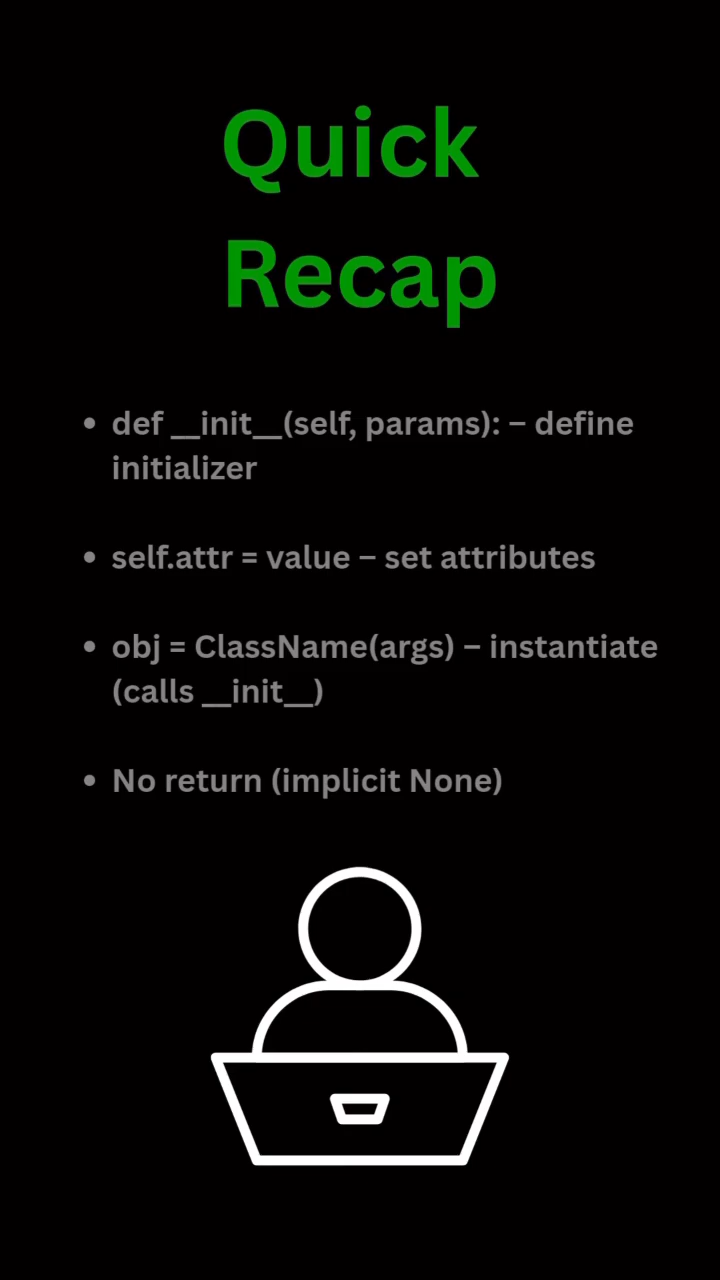 Quick
Recap
• def __init__(self, params): – define
initializer
• self.attr = value – set attributes
• obj = ClassName(args) – instantiate
(calls __init__)
• No return (implicit None)